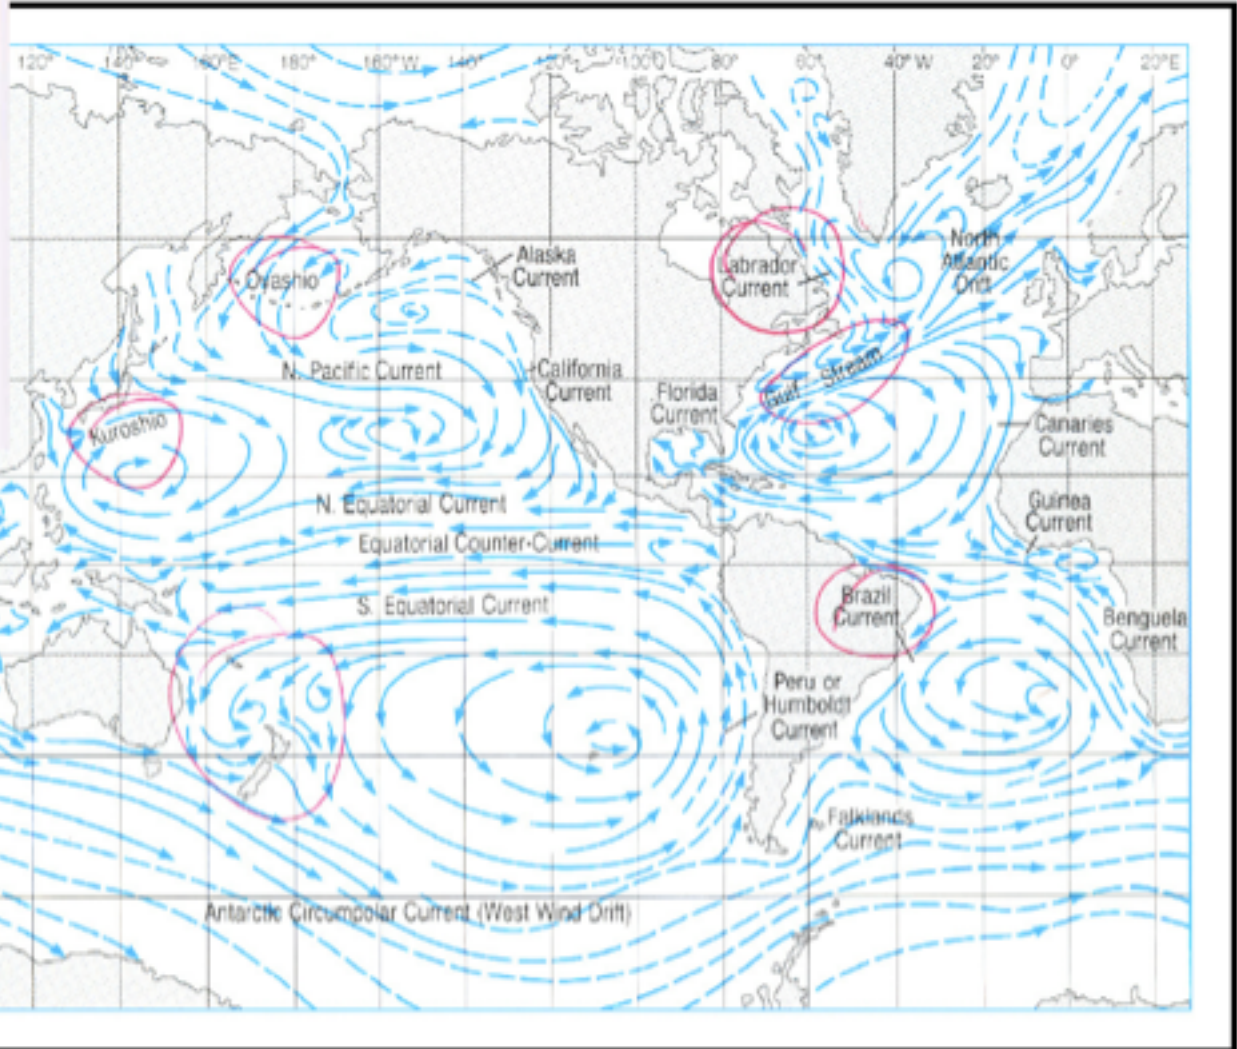 120°
140°
160°E
180°
160°W
140°
120°
100°
80°
60°
40°W
20°
0°
20°E
Oyashio
Alaska
Current
Labrador
Current
North
Atlantic
Drift
N. Pacific Current
California
Current
Florida
Current
Gulf Stream
Kuroshio
Canaries
Current
N. Equatorial Current
Guinea
Current
Equatorial Counter-Current
S. Equatorial Current
Brazil
Current
Benguela
Current
Peru or
Humboldt
Current
Falklands
Current
Antarctic Circumpolar Current (West Wind Drift)